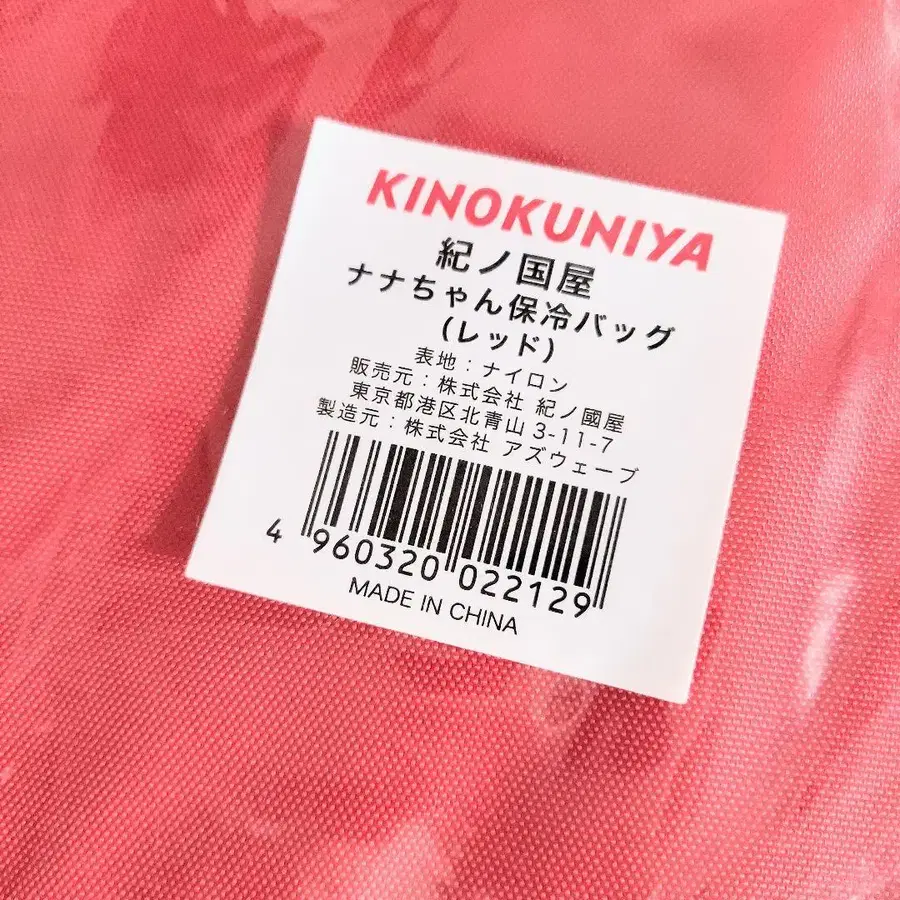 KINOKUNIYA
紀ノ国屋
ナナちゃん保冷バッグ
(レッド)
表地:ナイロン
販売元:株式会社 紀ノ國屋
東京都港区北青山 3-11-7
製造元:株式会社 アズウェーブ
4 960320 022129
MADE IN CHINA